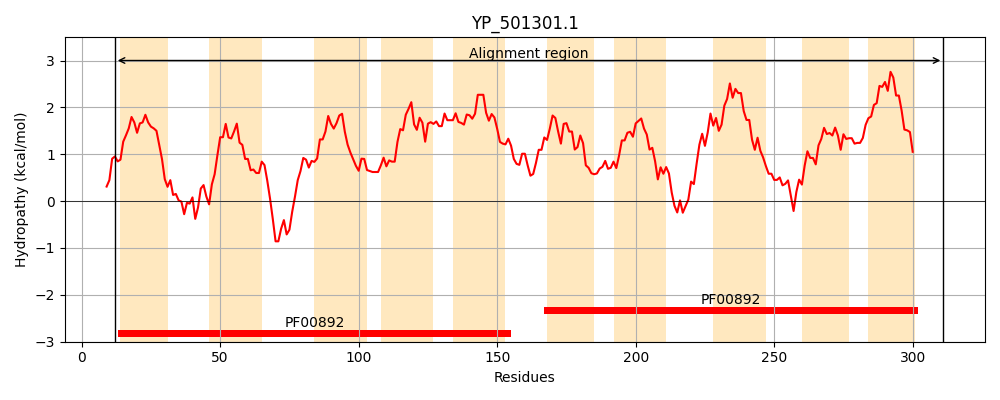 YP_501301.1
Alignment region
Hydropathy (kcal/mol)
3
2
1
0
−1
−2
−3
PF00892
PF00892
0
50
100
150
200
250
300
Residues